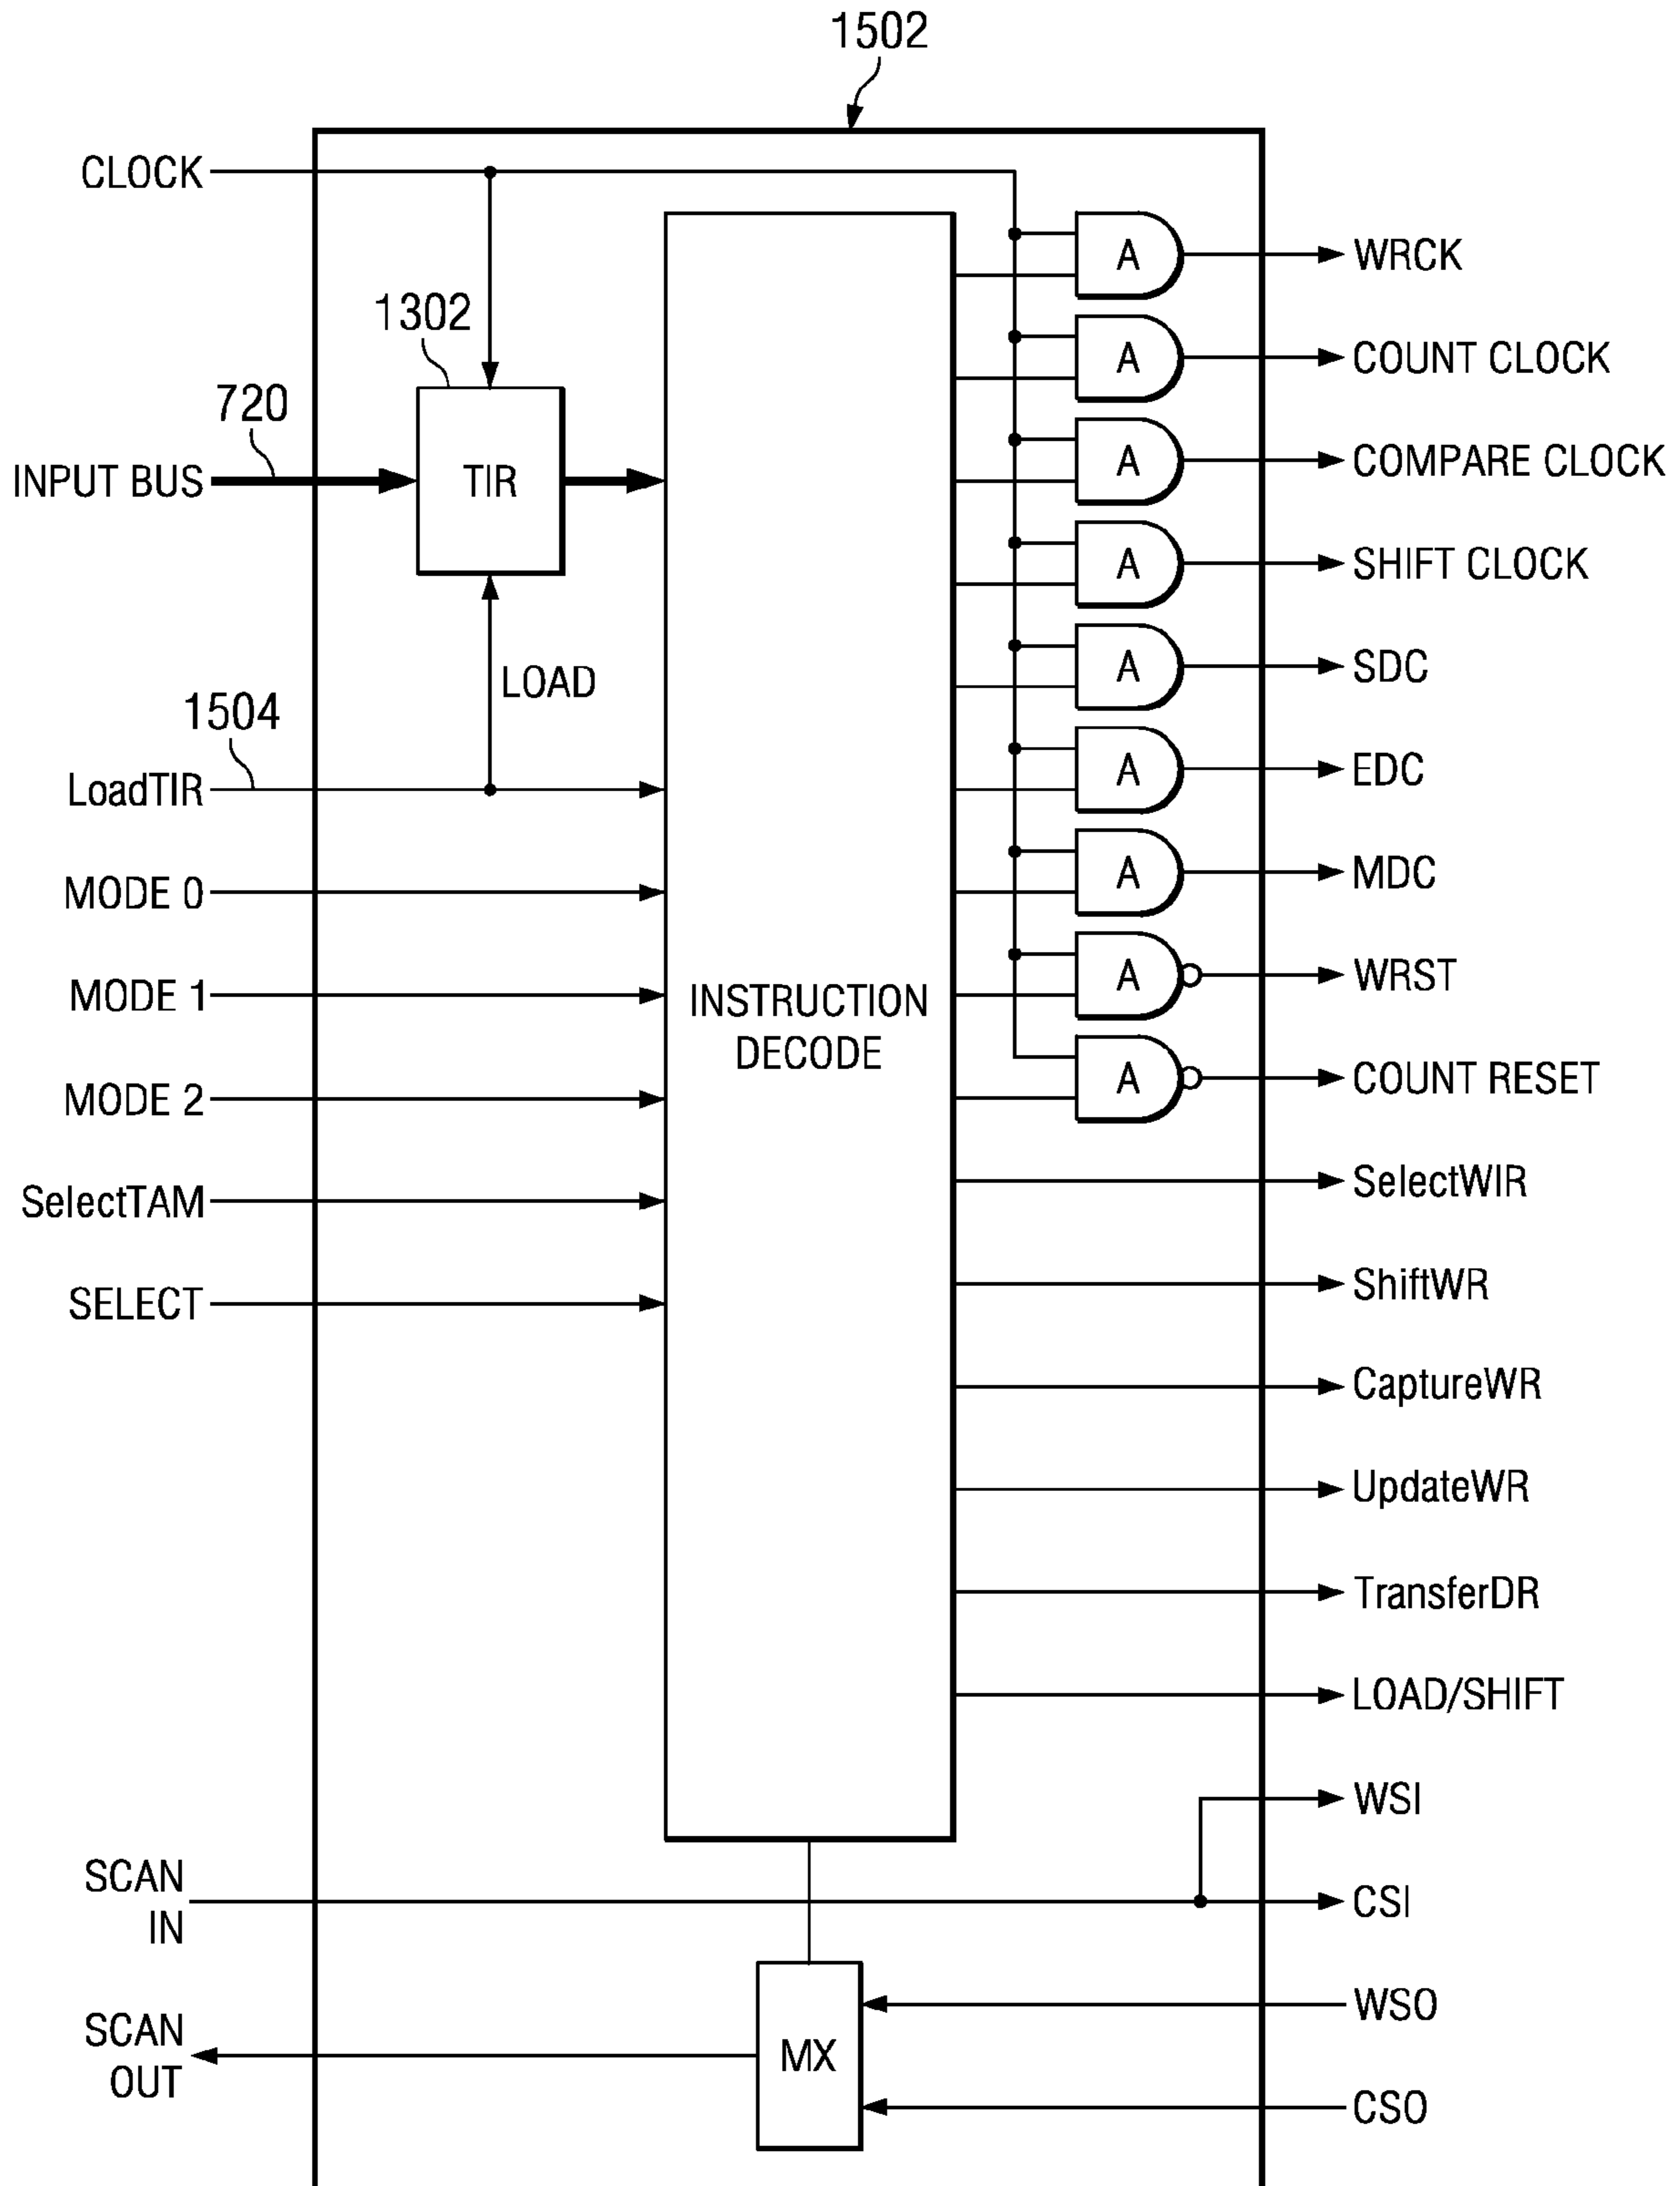 1502
CLOCK
A
WRCK
1302
A
COUNT CLOCK
720
INPUT BUS
TIR
A
COMPARE CLOCK
A
SHIFT CLOCK
LOAD
A
SDC
1504
LoadTIR
A
EDC
MODE 0
A
MDC
MODE 1
INSTRUCTION
DECODE
A
WRST
MODE 2
A
COUNT RESET
SelectTAM
SelectWIR
SELECT
ShiftWR
CaptureWR
UpdateWR
TransferDR
LOAD/SHIFT
WSI
SCAN
IN
CSI
SCAN
OUT
MX
WSO
CSO